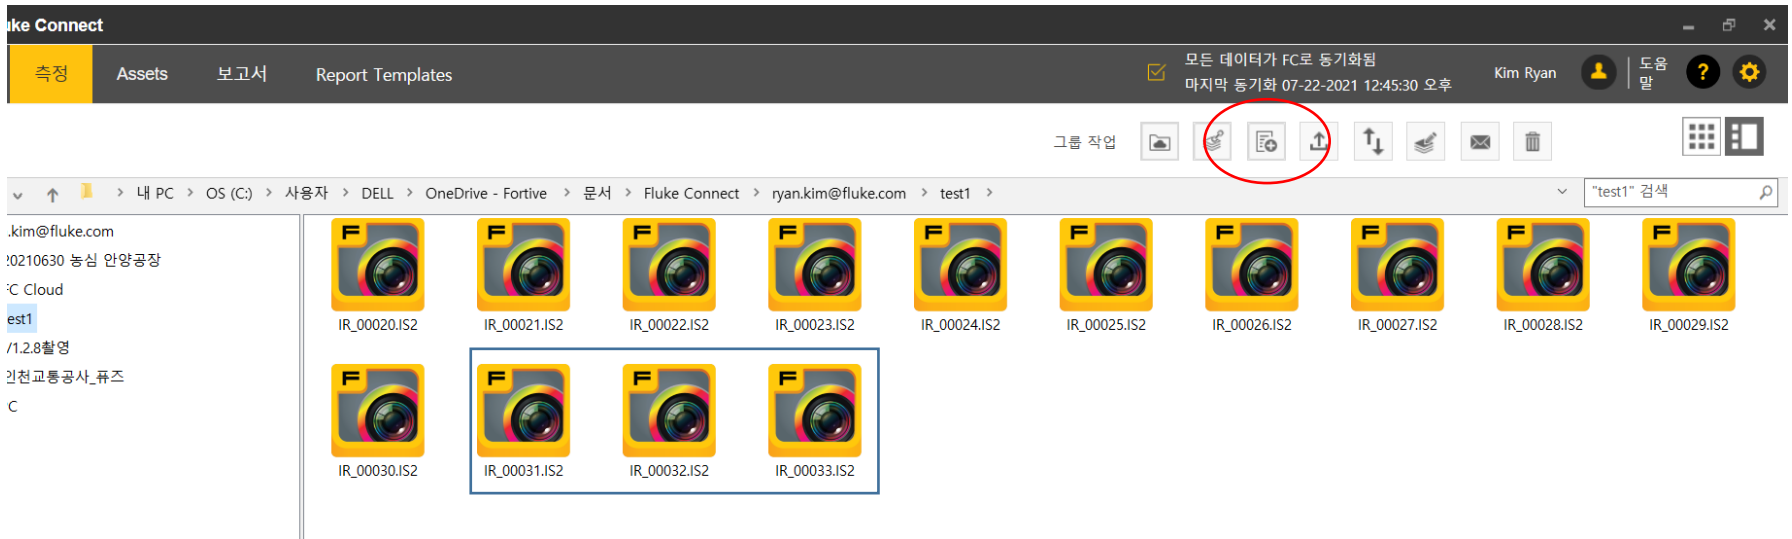 ıke Connect
측정 Assets 보고서 Report Templates
모든 데이터가 FC로 동기화됨
마지막 동기화 07-22-2021 12:45:30 오후
Kim Ryan
도움
말
?
그룹 작업
> 내 PC > OS (C:) > 사용자 > DELL > OneDrive - Fortive > 문서 > Fluke Connect > ryan.kim@fluke.com > test1 >
"test1" 검색
.kim@fluke.com
20210630 농심 안양공장
FC Cloud
test1
/1.2.8촬영
인천교통공사_퓨즈
C
IR_00020.IS2 IR_00021.IS2 IR_00022.IS2 IR_00023.IS2 IR_00024.IS2 IR_00025.IS2 IR_00026.IS2 IR_00027.IS2 IR_00028.IS2 IR_00029.IS2
IR_00030.IS2 IR_00031.IS2 IR_00032.IS2 IR_00033.IS2